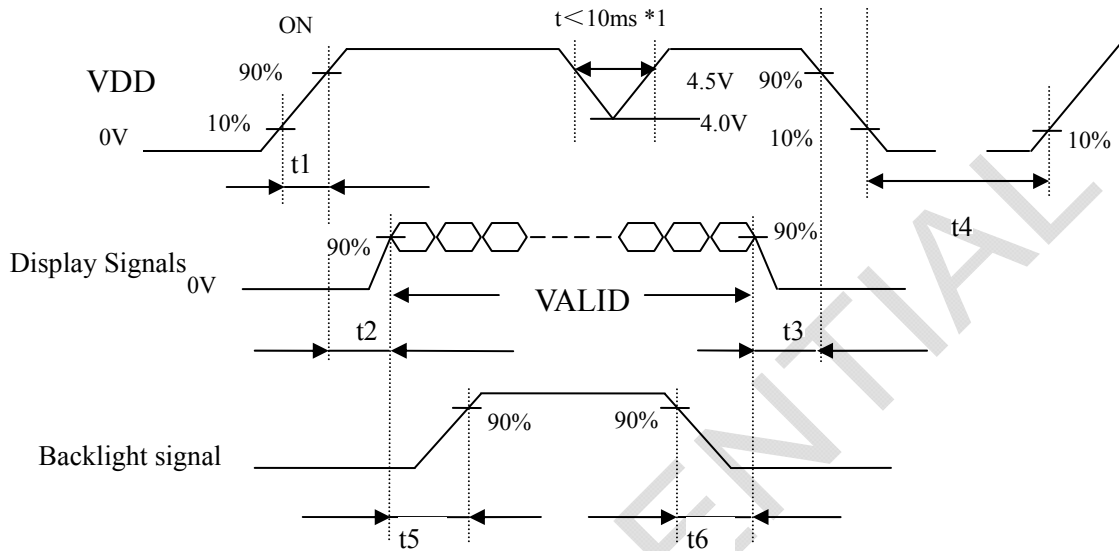 t＜10ms *1
ON
90%
4.5V
90%
VDD
10%
4.0V
10%
10%
0V
t1
t4
90%
90%
Display Signals
0V
VALID
t2
t3
90%
90%
Backlight signal
t5
t6
ENTIAL